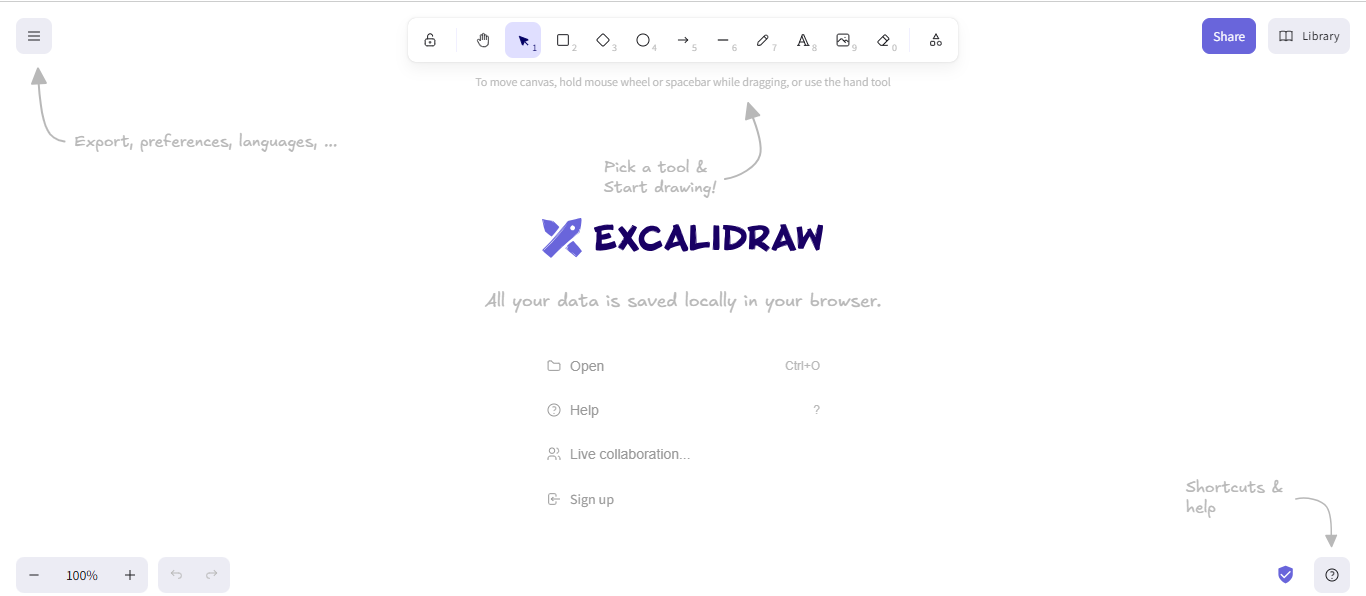 1 2 3 4 5 6 7 8 9 0
Share
Library
To move canvas, hold mouse wheel or spacebar while dragging, or use the hand tool
Export, preferences, languages, ...
Pick a tool &
Start drawing!
EXCALIDRAW
All your data is saved locally in your browser.
Open Ctrl+O
Help ?
Live collaboration...
Sign up
Shortcuts &
help
100%